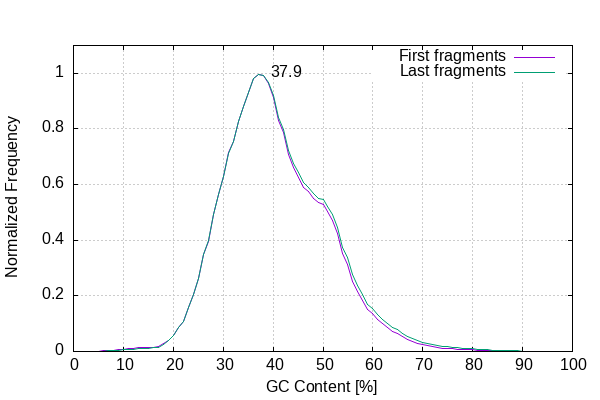 First fragments
Last fragments
37.9
1
0.8
0.6
0.4
0.2
0
Normalized Frequency
0 10 20 30 40 50 60 70 80 90 100
GC Content [%]